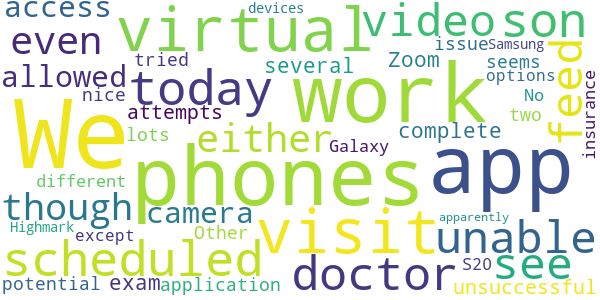 access virtual video son devices
even tried several Zoom issue Samsung
allowed today work seems options
nice attempts No two feed insurance
We lots either complete
phones Galaxy app
different though camera visit unable
Highmark except Other apparently
scheduled doctor S20 see
potential exam application unsuccessful